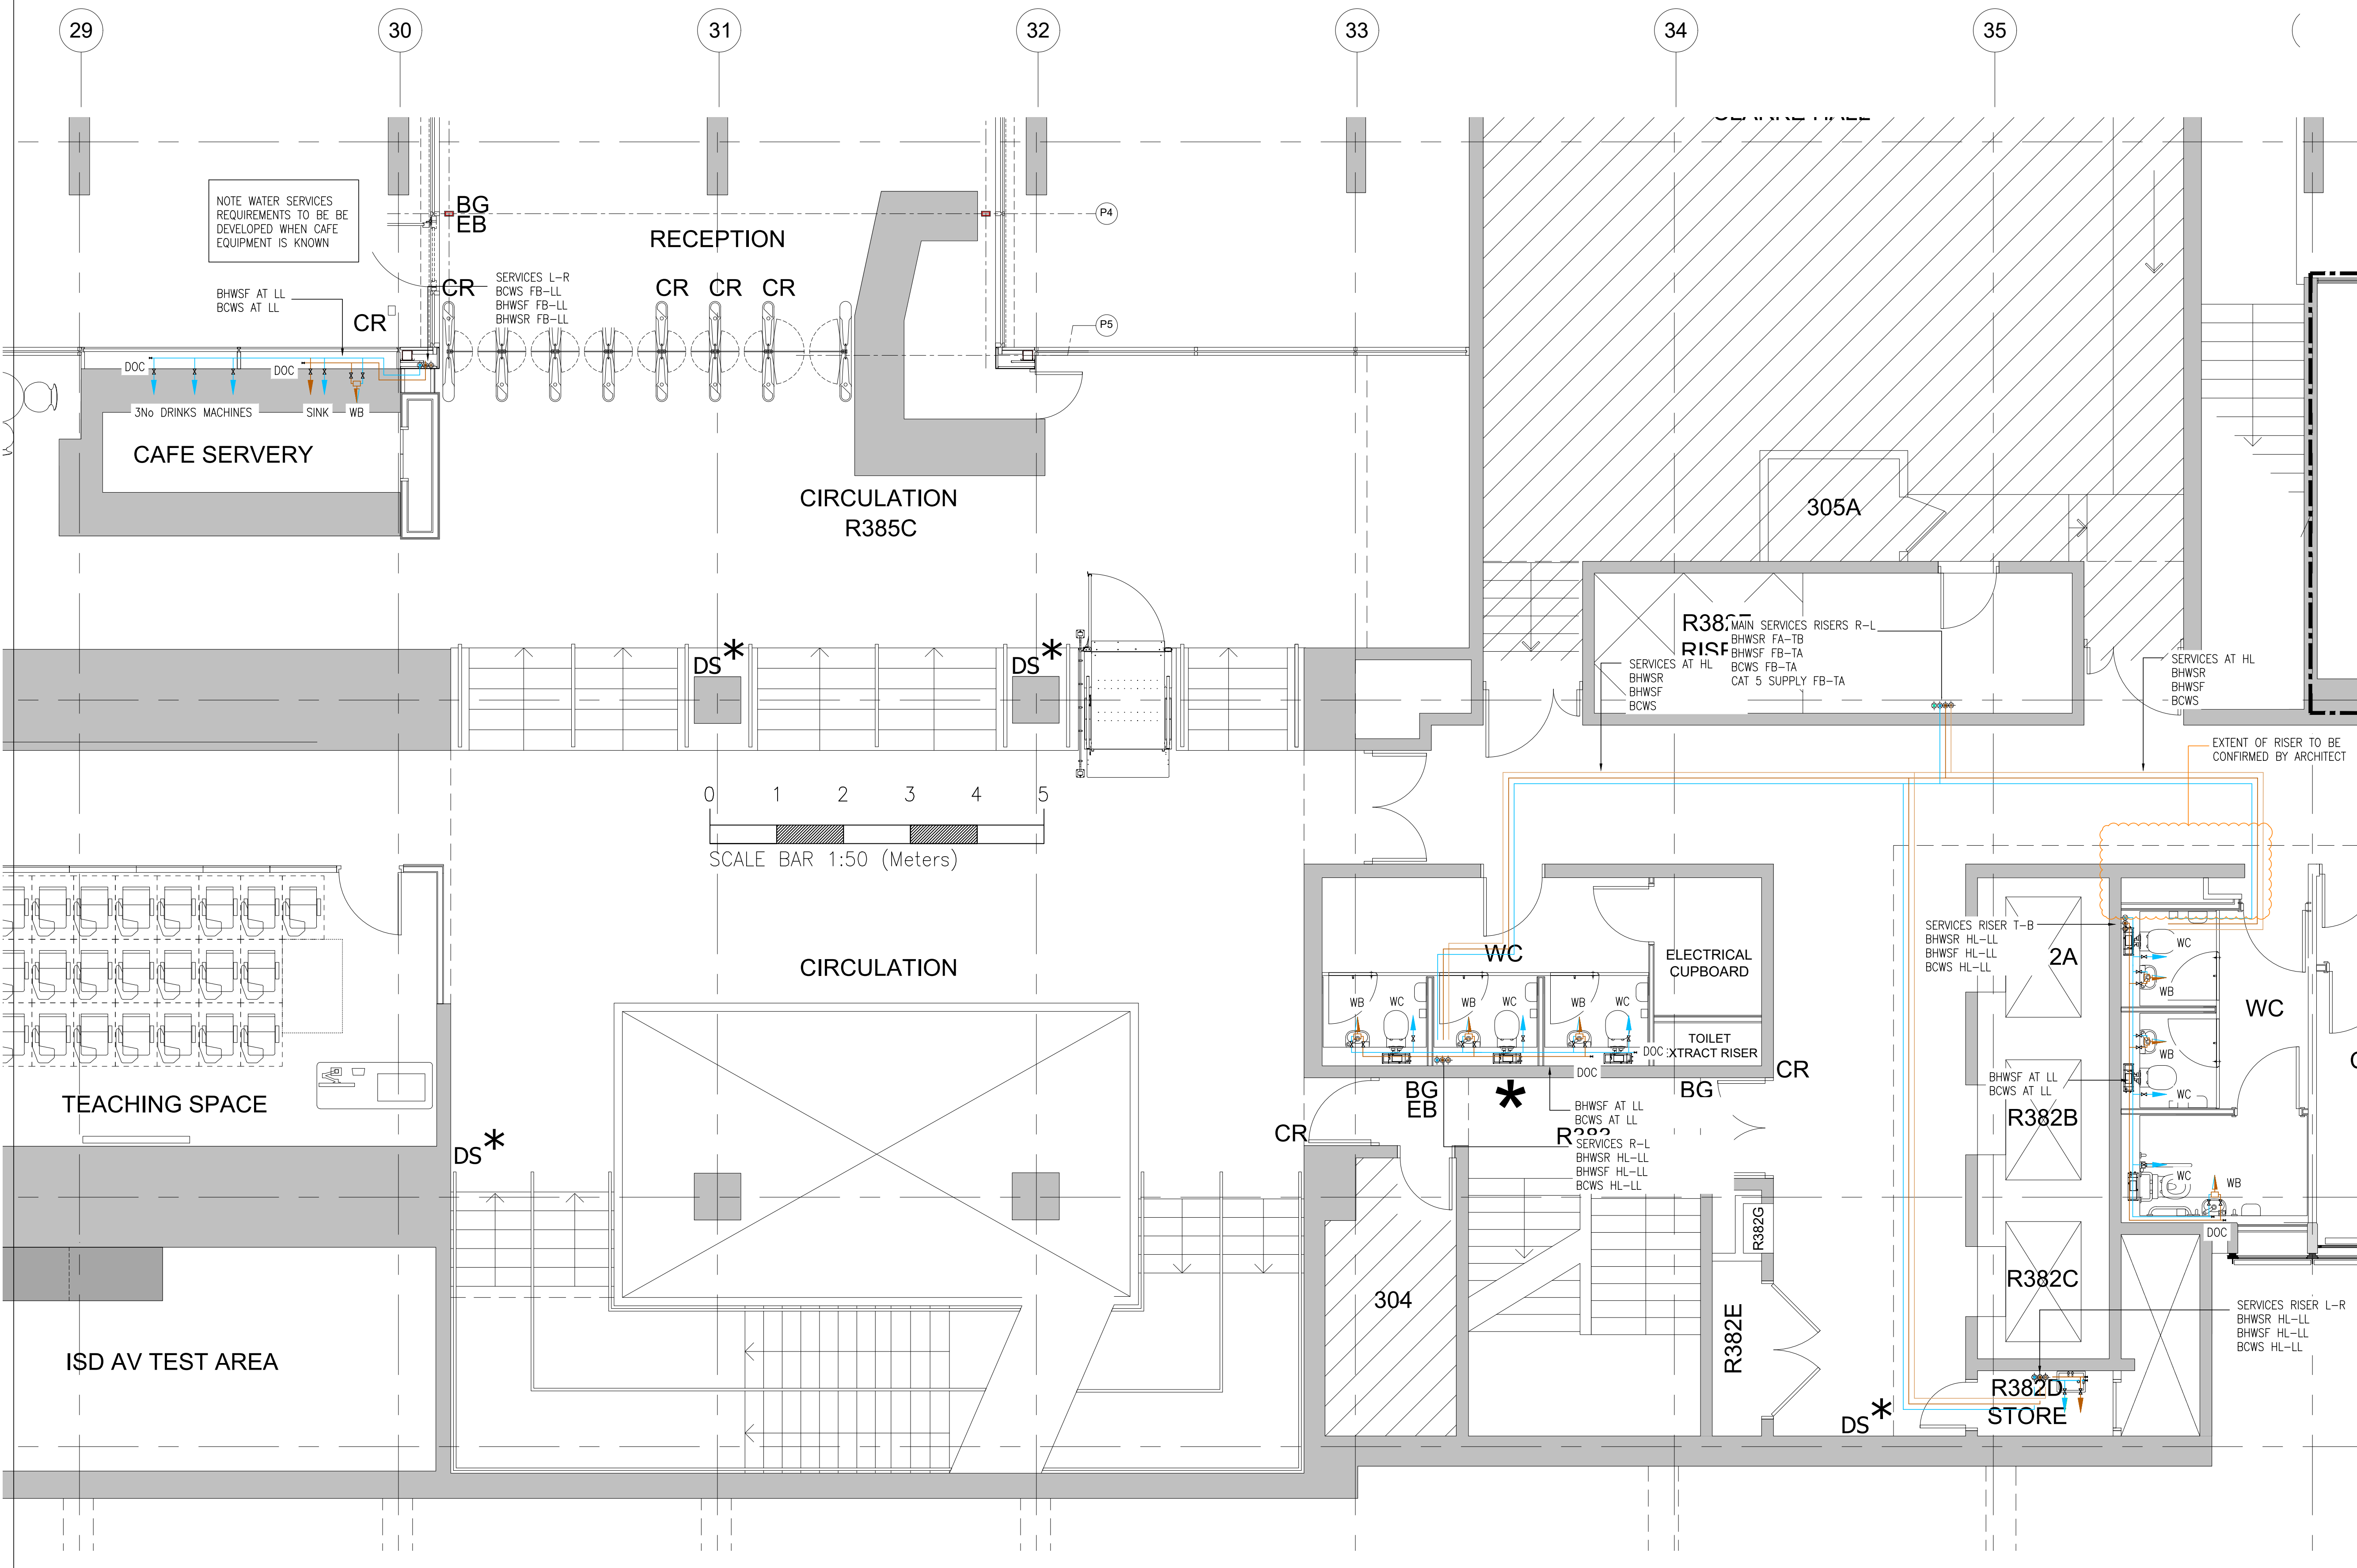 29
30
31
32
33
34
35
NOTE WATER SERVICES
REQUIREMENTS TO BE BE
DEVELOPED WHEN CAFE
EQUIPMENT IS KNOWN
BG
EB
RECEPTION
P4
SERVICES L-R
BCWS FB-LL
BHWSF FB-LL
BHWSR FB-LL
CR
CR
CR
CR
BHWSF AT LL
BCWS AT LL
CR
P5
DOC
DOC
3No DRINKS MACHINES
SINK
WB
CAFE SERVERY
CIRCULATION
R385C
305A
DS*
DS*
MAIN SERVICES RISERS R-L
BHWSR FA-TB
BHWSF FB-TA
BCWS FB-TA
CAT 5 SUPPLY FB-TA
SERVICES AT HL
BHWSR
BHWSF
BCWS
SERVICES AT HL
BHWSR
BHWSF
BCWS
EXTENT OF RISER TO BE
CONFIRMED BY ARCHITECT
0 1 2 3 4 5
SCALE BAR 1:50 (Meters)
CIRCULATION
WC
ELECTRICAL
CUPBOARD
WB
WC
WB
WC
WB
WC
DOC
TOILET
EXTRACT RISER
DOC
SERVICES RISER T-B
BHWSR HL-LL
BHWSF HL-LL
BCWS HL-LL
2A
WC
WB
WC
WB
WC
BHWSF AT LL
BCWS AT LL
R382B
WC
WB
DOC
TEACHING SPACE
BG
EB
*
BG
CR
CR
BHWSF AT LL
BCWS AT LL
SERVICES R-L
BHWSR HL-LL
BHWSF HL-LL
BCWS HL-LL
DS*
R382G
304
R382C
R382E
SERVICES RISER L-R
BHWSR HL-LL
BHWSF HL-LL
BCWS HL-LL
ISD AV TEST AREA
R382D
STORE
DS*